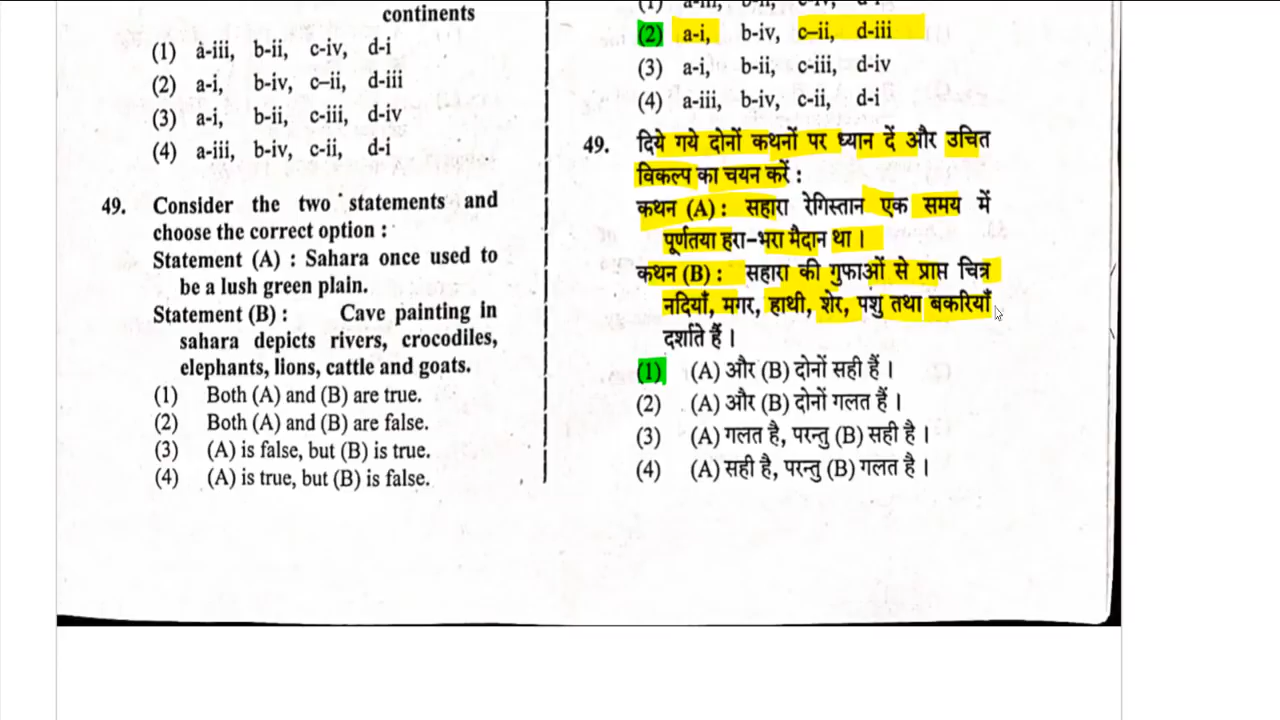 continents
(1) a-iii, b-ii, c-iv, d-i
(2) a-i, b-iv, c–ii, d-iii
(3) a-i, b-ii, c-iii, d-iv
(4) a-iii, b-iv, c-ii, d-i
49. Consider the two statements and
choose the correct option :
Statement (A) : Sahara once used to
be a lush green plain.
Statement (B) : Cave painting in
sahara depicts rivers, crocodiles,
elephants, lions, cattle and goats.
(1) Both (A) and (B) are true.
(2) Both (A) and (B) are false.
(3) (A) is false, but (B) is true.
(4) (A) is true, but (B) is false.
(2) a-i, b-iv, c–ii, d-iii
(3) a-i, b-ii, c-iii, d-iv
(4) a-iii, b-iv, c-ii, d-i
49. दिये गये दोनों कथनों पर ध्यान दें और उचित
विकल्प का चयन करें :
कथन (A) : सहारा रेगिस्तान एक समय में
पूर्णतया हरा-भरा मैदान था।
कथन (B) : सहारा की गुफाओं से प्राप्त चित्र
नदियाँ, मगर, हाथी, शेर, पशु तथा बकरियाँ
दर्शाते हैं।
(1) (A) और (B) दोनों सही हैं।
(2) (A) और (B) दोनों गलत हैं।
(3) (A) गलत है, परन्तु (B) सही है।
(4) (A) सही है, परन्तु (B) गलत है।